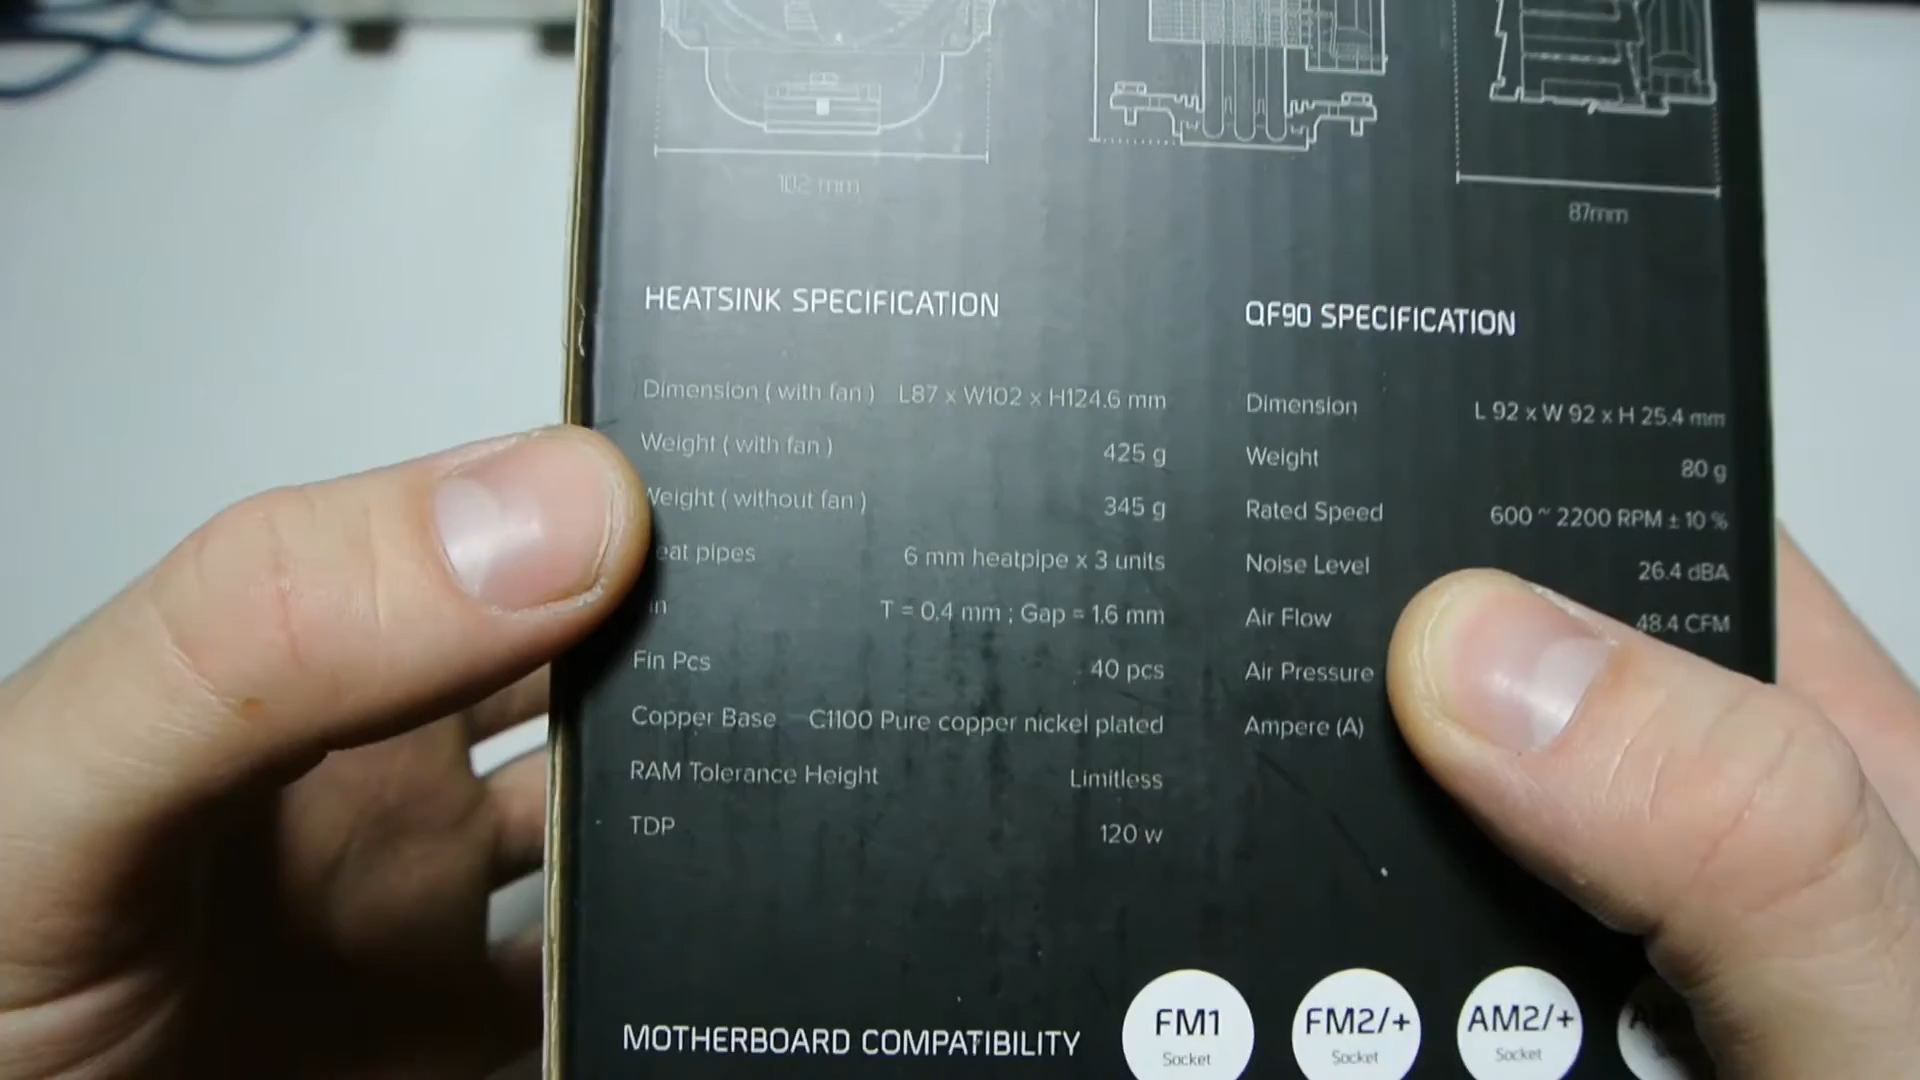 102 mm
87mm
HEATSINK SPECIFICATION
Dimension ( with fan ) L87 x W102 x H124.6 mm
Weight ( with fan ) 425 g
Weight ( without fan ) 345 g
eat pipes 6 mm heatpipe x 3 units
in T = 0.4 mm ; Gap = 1.6 mm
Fin Pcs 40 pcs
Copper Base C1100 Pure copper nickel plated
RAM Tolerance Height Limitless
TDP 120 w
QF90 SPECIFICATION
Dimension L 92 x W 92 x H 25.4 mm
Weight 80 g
Rated Speed 600 ~ 2200 RPM ± 10 %
Noise Level 26.4 dBA
Air Flow 48.4 CFM
Air Pressure
Ampere (A)
MOTHERBOARD COMPATIBILITY
FM1
Socket
FM2/+
Socket
AM2/+
Socket